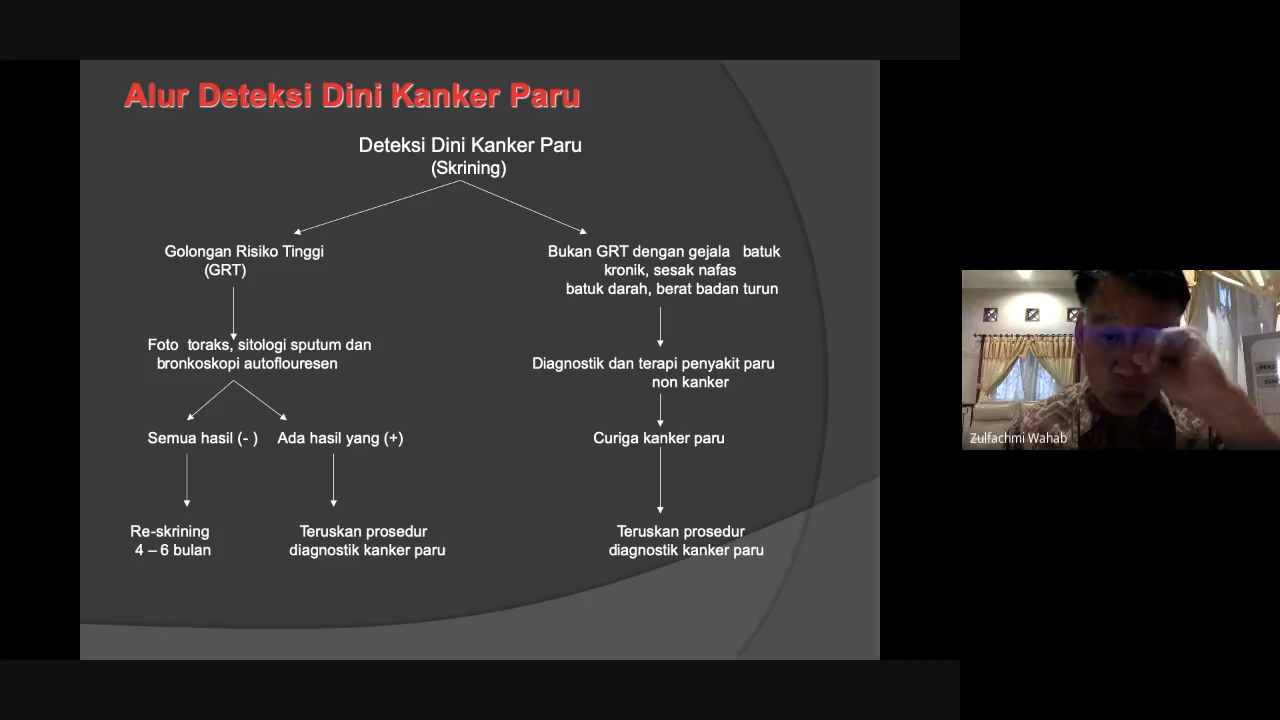 Alur Deteksi Dini Kanker Paru
Deteksi Dini Kanker Paru
(Skrining)
Golongan Risiko Tinggi
(GRT)
Foto toraks, sitologi sputum dan
bronkoskopi autoflouresen
Semua hasil (- )
Ada hasil yang (+)
Re-skrining
4 – 6 bulan
Teruskan prosedur
diagnostik kanker paru
Bukan GRT dengan gejala batuk
kronik, sesak nafas
batuk darah, berat badan turun
Diagnostik dan terapi penyakit paru
non kanker
Curiga kanker paru
Teruskan prosedur
diagnostik kanker paru
Zulfachmi Wahab